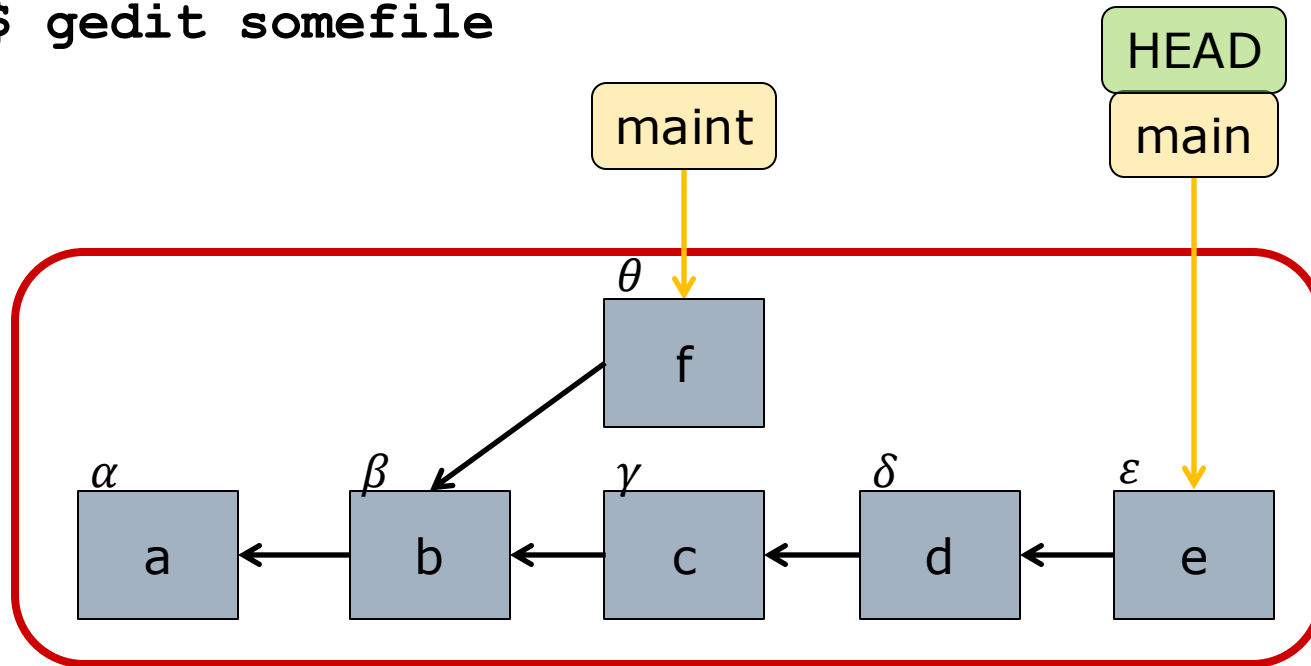 $ gedit somefile
HEAD
maint
main
θ
f
α
β
γ
δ
ε
a
b
c
d
e